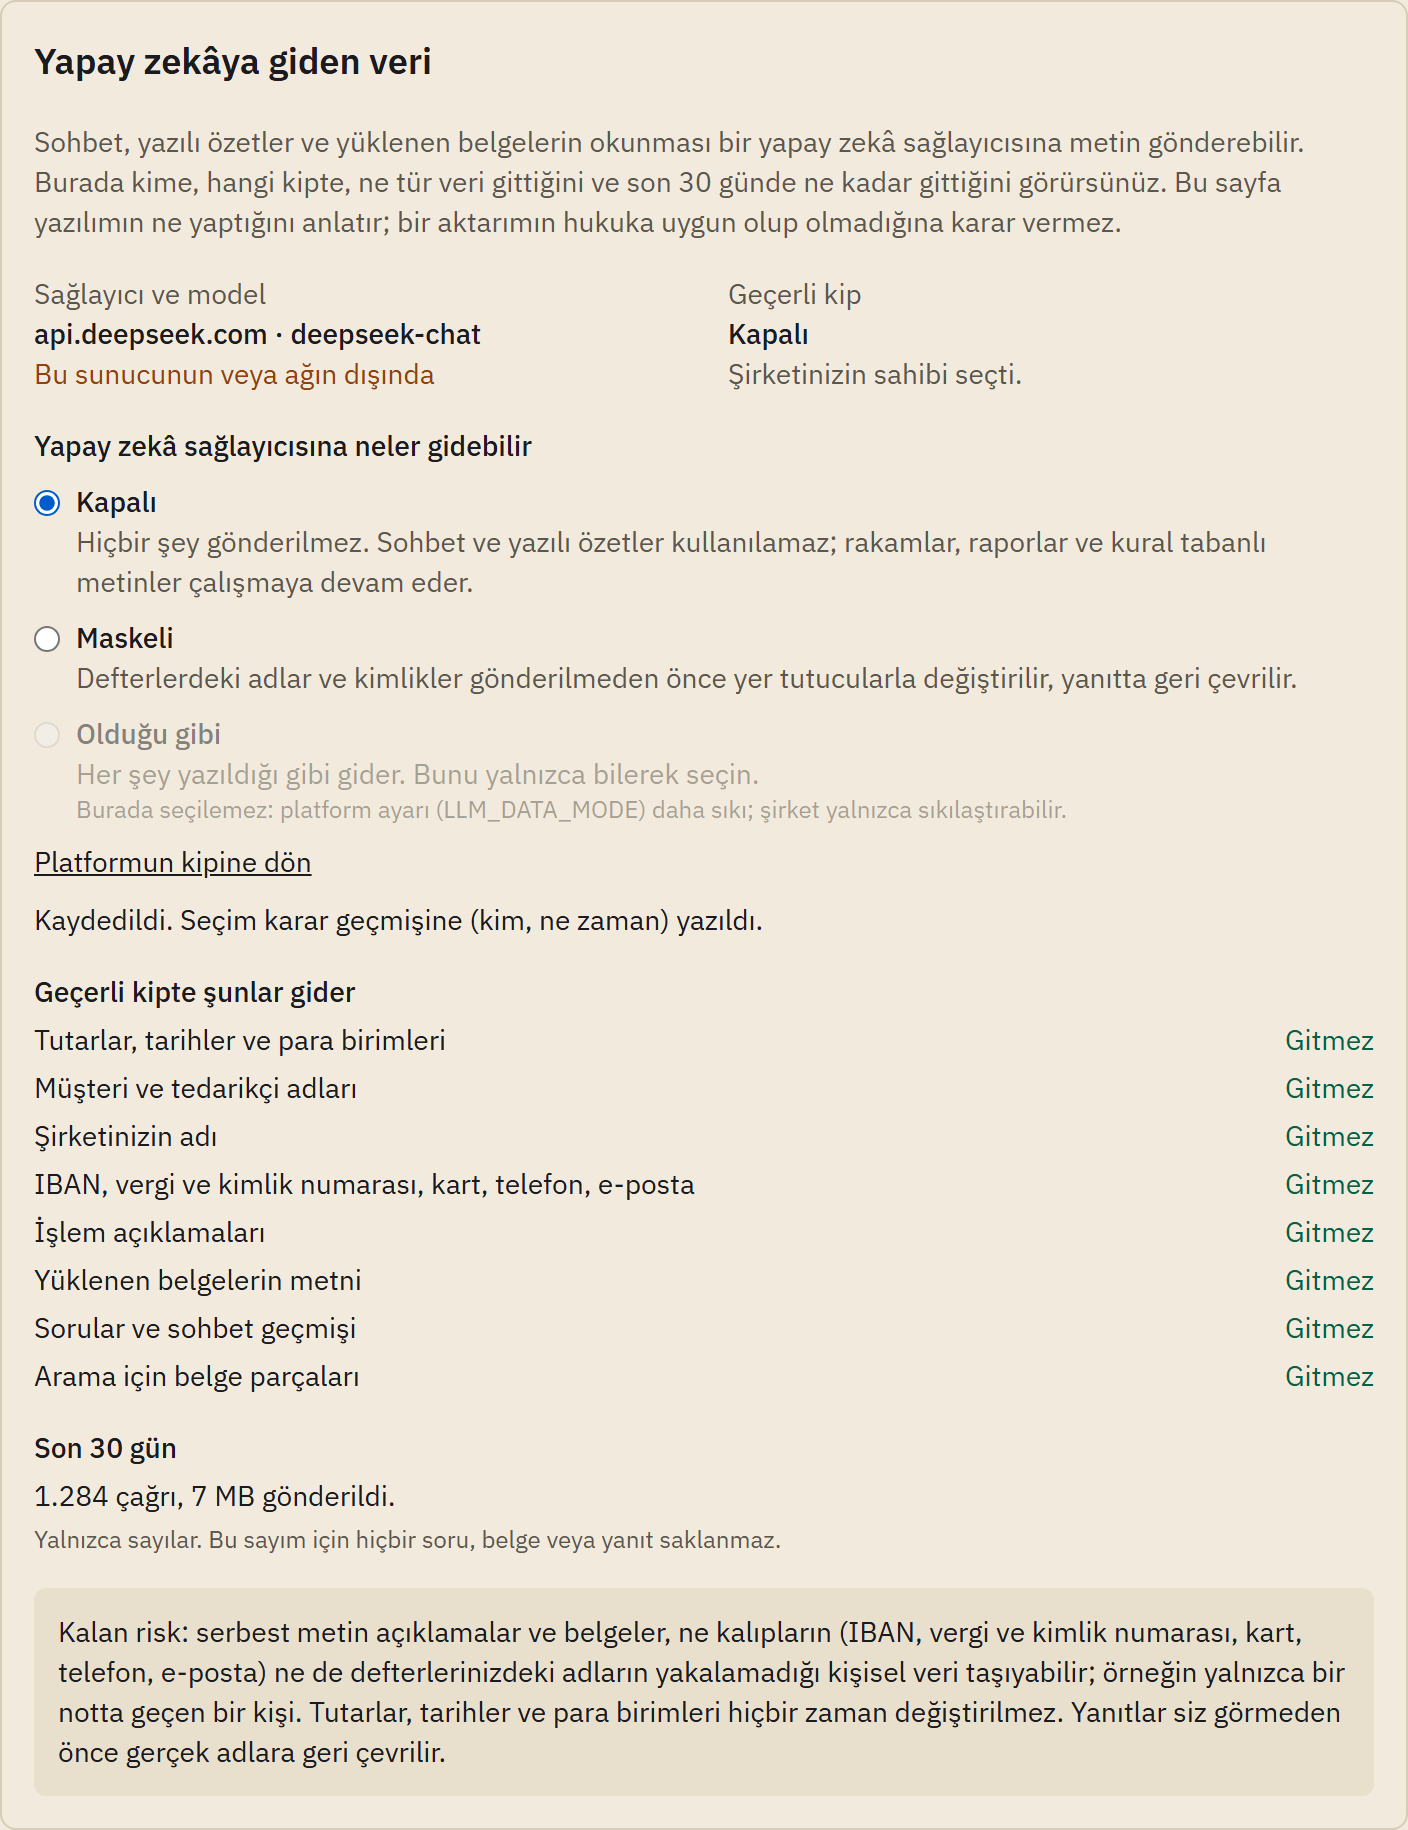 Yapay zekâya giden veri
Sohbet, yazılı özetler ve yüklenen belgelerin okunması bir yapay zekâ sağlayıcısına metin gönderebilir.
Burada kime, hangi kipte, ne tür veri gittiğini ve son 30 günde ne kadar gittiğini görürsünüz. Bu sayfa
yazılımın ne yaptığını anlatır; bir aktarımın hukuka uygun olup olmadığına karar vermez.
Sağlayıcı ve model
api.deepseek.com · deepseek-chat
Bu sunucunun veya ağın dışında
Geçerli kip
Kapalı
Şirketinizin sahibi seçti.
Yapay zekâ sağlayıcısına neler gidebilir
Kapalı
Hiçbir şey gönderilmez. Sohbet ve yazılı özetler kullanılamaz; rakamlar, raporlar ve kural tabanlı
metinler çalışmaya devam eder.
Maskeli
Defterlerdeki adlar ve kimlikler gönderilmeden önce yer tutucularla değiştirilir, yanıtta geri çevrilir.
Olduğu gibi
Her şey yazıldığı gibi gider. Bunu yalnızca bilerek seçin.
Burada seçilemez: platform ayarı (LLM_DATA_MODE) daha sıkı; şirket yalnızca sıkılaştırabilir.
Platformun kipine dön
Kaydedildi. Seçim karar geçmişine (kim, ne zaman) yazıldı.
Geçerli kipte şunlar gider
Tutarlar, tarihler ve para birimleri Gitmez
Müşteri ve tedarikçi adları Gitmez
Şirketinizin adı Gitmez
IBAN, vergi ve kimlik numarası, kart, telefon, e-posta Gitmez
İşlem açıklamaları Gitmez
Yüklenen belgelerin metni Gitmez
Sorular ve sohbet geçmişi Gitmez
Arama için belge parçaları Gitmez
Son 30 gün
1.284 çağrı, 7 MB gönderildi.
Yalnızca sayılar. Bu sayım için hiçbir soru, belge veya yanıt saklanmaz.
Kalan risk: serbest metin açıklamalar ve belgeler, ne kalıpların (IBAN, vergi ve kimlik numarası, kart,
telefon, e-posta) ne de defterlerinizdeki adların yakalamadığı kişisel veri taşıyabilir; örneğin yalnızca bir
notta geçen bir kişi. Tutarlar, tarihler ve para birimleri hiçbir zaman değiştirilmez. Yanıtlar siz görmeden
önce gerçek adlara geri çevrilir.